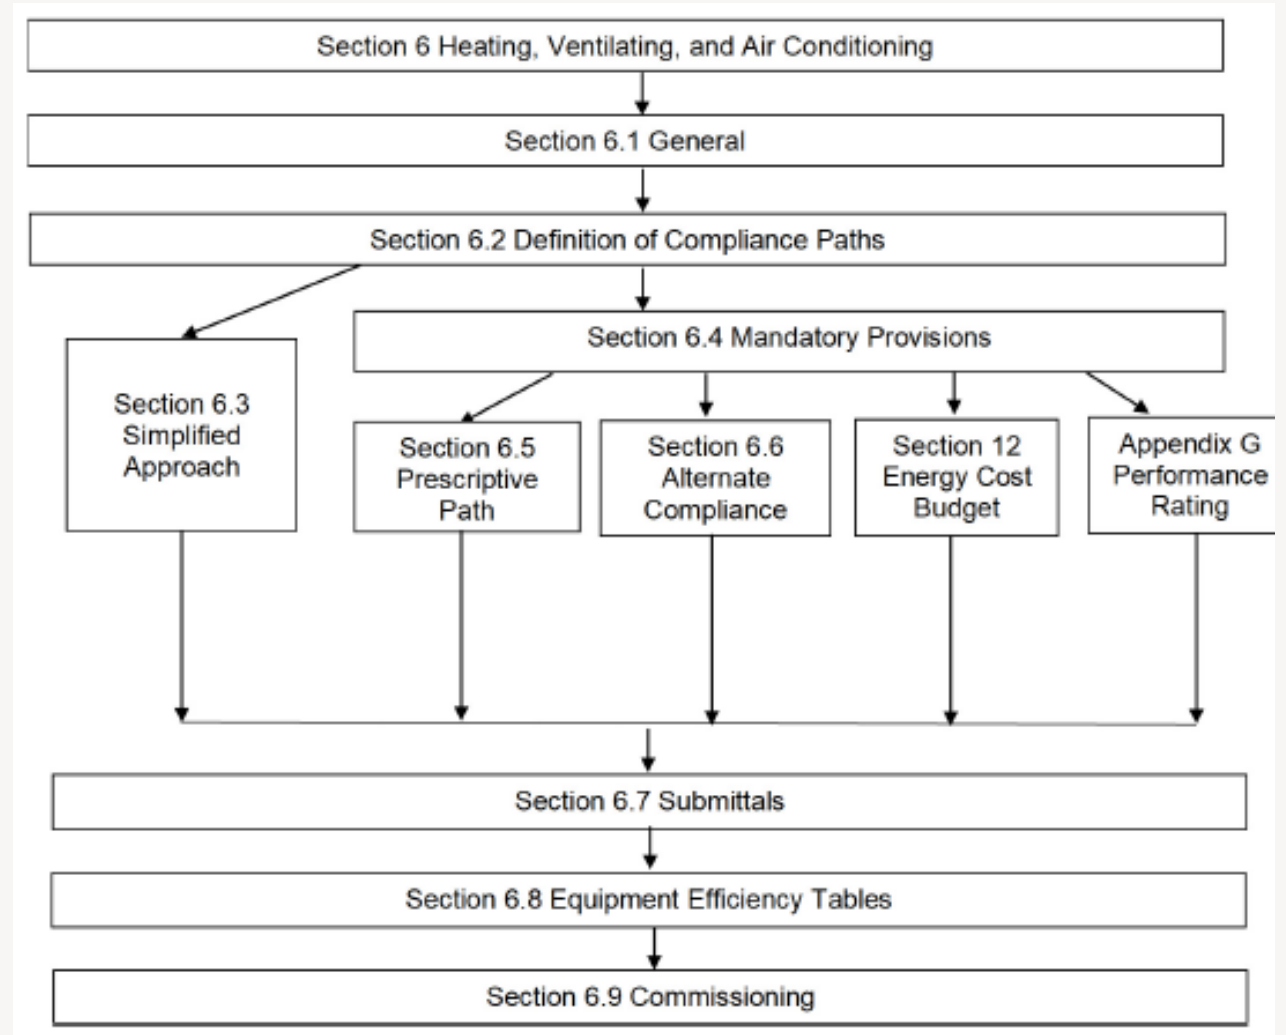 Section 6 Heating, Ventilating, and Air Conditioning
Section 6.1 General
Section 6.2 Definition of Compliance Paths
Section 6.4 Mandatory Provisions
Section 6.3
Simplified
Approach
Section 6.5
Prescriptive
Path
Section 6.6
Alternate
Compliance
Section 12
Energy Cost
Budget
Appendix G
Performance
Rating
Section 6.7 Submittals
Section 6.8 Equipment Efficiency Tables
Section 6.9 Commissioning